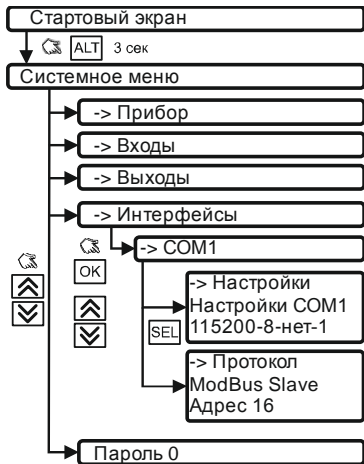 Стартовый экран
ALT 3 сек
Системное меню
-> Прибор
-> Входы
-> Выходы
-> Интерфейсы
-> COM1
OK
-> Настройки
Настройки COM1
115200-8-нет-1
SEL
-> Протокол
ModBus Slave
Адрес 16
Пароль 0